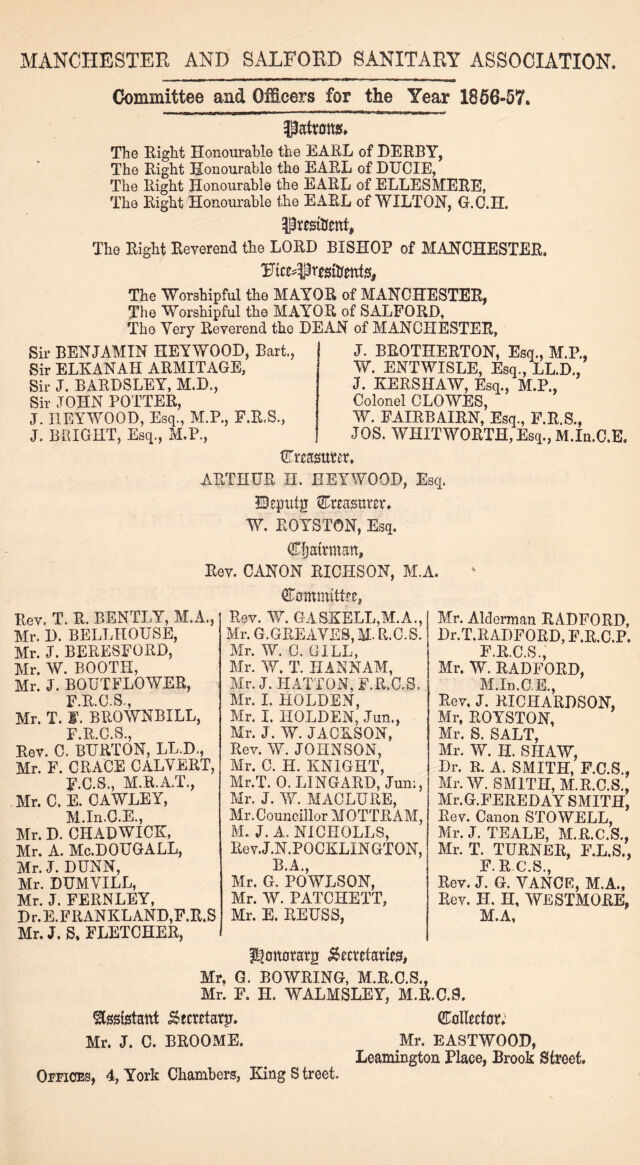 MANCHESTER AND SALFORD SANITARY ASSOCIATION.
Committee and Officers for the Year 1856-57.
Patrons.
The Right Honourable the EARL of DERBY,
The Right Honourable the EARL of DUCIE,
The Right Honourable the EARL of ELLESMERE,
The Right Honourable the EARL of WILTON, G.C.H.
President,
The Right Reverend the LORD BISHOP of MANCHESTER.
Vice-Presidents,
The Worshipful the MAYOR of MANCHESTER,
The Worshipful the MAYOR of SALFORD,
The Very Reverend the DEAN of MANCHESTER,
Sir BENJAMIN HEYWOOD, Bart.,
Sir ELKANAH ARMITAGE,
Sir J. BARDSLEY, M.D.,
Sir JOHN POTTER,
J. HEYWOOD, Esq., M.P., F.R.S.,
J. BRIGHT, Esq., M.P.,
J. BROTHERTON, Esq., M.P.,
W. ENTWISLE, Esq., LL.D.,
J. KERSHAW, Esq., M.P.,
Colonel CLOWES,
W. FAIRBAIRN, Esq., F.R.S.,
JOS. WHITWORTH, Esq., M.In.C.E.
Treasurer.
ARTHUR H. HEYWOOD, Esq.
Deputy Treasurer.
W. ROYSTON, Esq.
Chairman,
Rev. CANON RICHSON, M.A.
Committee,
Rev. T. R. BENTLY, M.A.,
Mr. D. BELLHOUSE,
Mr. J. BERESFORD,
Mr. W. BOOTH,
Mr. J. BOUTFLOWER,
F.R.C.S.,
Mr. T. F. BROWNBILL,
F.R.C.S.,
Rev. C. BURTON, LL.D.,
Mr. F. CRACE CALVERT,
F.C.S., M.R.A.T.,
Mr. C. E. CAWLEY,
M.In.C.E.,
Mr. D. CHADWICK,
Mr. A. Mc.DOUGALL,
Mr. J. DUNN,
Mr. DUMVILL,
Mr. J. FERNLEY,
Dr. E. FRANKLAND, F.R.S
Mr. J. S. FLETCHER,
Rev. W. GASKELL, M.A.,
Mr. G. GREAVES, M.R.C.S.
Mr. W. C. GILL,
Mr. W. T. HANNAM,
Mr. J. HATTON, F.R.C.S.
Mr. I. HOLDEN,
Mr. I. HOLDEN, Jun.,
Mr. J. W. JACKSON,
Rev. W. JOHNSON,
Mr. C. H. KNIGHT,
Mr. T. O. LINGARD, Jun.,
Mr. J. W. MACLURE,
Mr. Councillor MOTTRAM,
M. J. A. NICHOLLS,
Rev. J. N. POCKLINGTON,
B.A.,
Mr. G. POWLSON,
Mr. W. PATCHETT,
Mr. E. REUSS,
Mr. Alderman RADFORD,
Dr. T. RADFORD, F.R.C.P.
F.R.C.S.,
Mr. W. RADFORD,
M.In.C.E.,
Rev. J. RICHARDSON,
Mr, ROYSTON,
Mr. S. SALT,
Mr. W. H. SHAW,
Dr. R. A. SMITH, F.C.S.,
Mr. W. SMITH, M.R.C.S.,
Mr. G. FEREDAY SMITH,
Rev. Canon STOWELL,
Mr. J. TEALE, M.R.C.S.,
Mr. T. TURNER, F.L.S.,
F.R.C.S.,
Rev. J. G. VANCE, M.A.,
Rev. H. H. WESTMORE,
M.A.
Honorary Secretaries,
Mr. G. BOWRING, M.R.C.S.,
Mr. F. H. WALMSLEY, M.R.C.S.
Assistant Secretary.
Mr. J. C. BROOME.
Collector.
Mr. EASTWOOD,
Leamington Place, Brook Street.
OFFICES, 4, York Chambers, King Street.